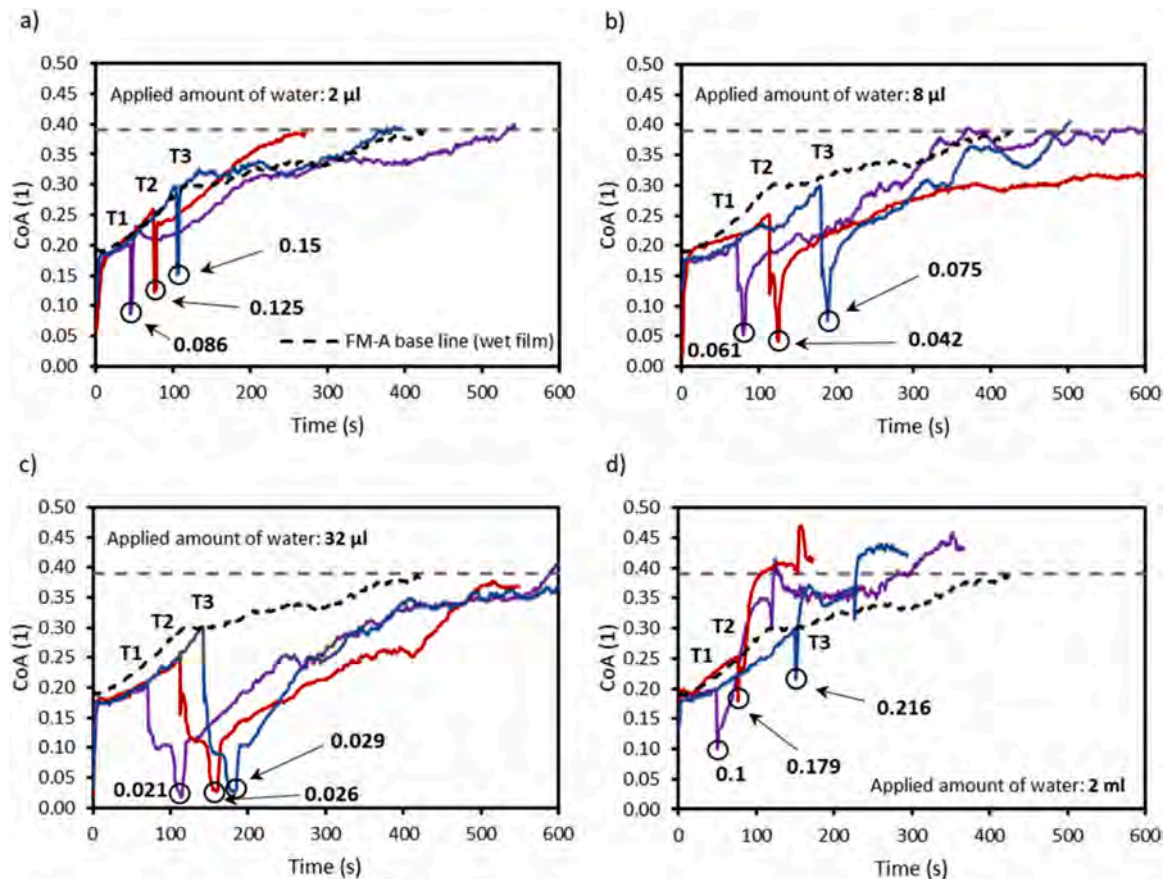 a)
0.50
0.45
0.40
0.35
0.30
0.25
0.20
0.15
0.10
0.05
0.00
CoA (1)
Applied amount of water: 2 µl
T1
T2
T3
0.15
0.125
0.086
FM-A base line (wet film)
0 100 200 300 400 500 600
Time (s)
b)
0.50
0.45
0.40
0.35
0.30
0.25
0.20
0.15
0.10
0.05
0.00
CoA (1)
Applied amount of water: 8 µl
T1
T2
T3
0.075
0.061
0.042
0 100 200 300 400 500 600
Time (s)
c)
0.50
0.45
0.40
0.35
0.30
0.25
0.20
0.15
0.10
0.05
0.00
CoA (1)
Applied amount of water: 32 µl
T1
T2
T3
0.029
0.021
0.026
0 100 200 300 400 500 600
Time (s)
d)
0.50
0.45
0.40
0.35
0.30
0.25
0.20
0.15
0.10
0.05
0.00
CoA (1)
T1
T2
T3
0.216
0.179
0.1
Applied amount of water: 2 ml
0 100 200 300 400 500 600
Time (s)